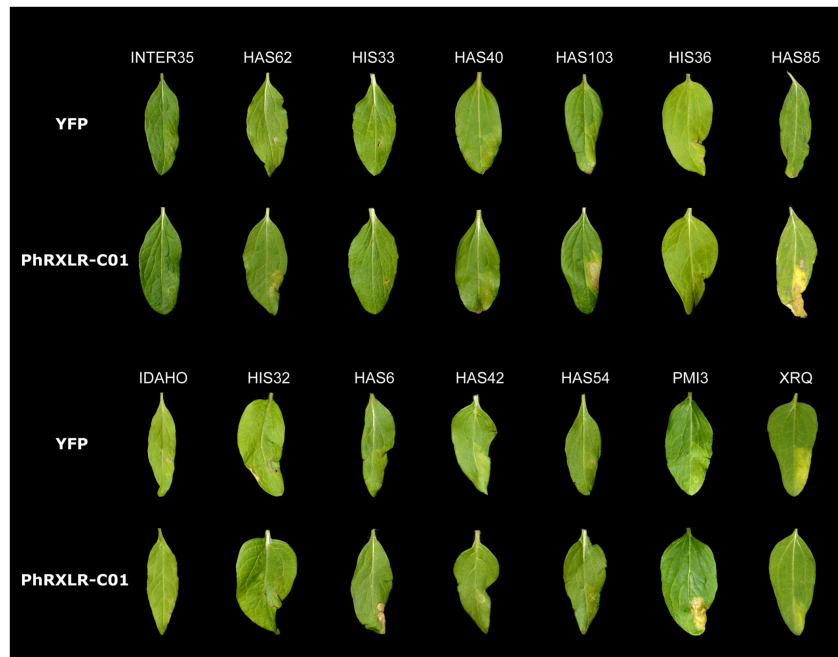 INTER35 HAS62 HIS33 HAS40 HAS103 HIS36 HAS85
YFP
PhRXLR-C01
IDAHO HIS32 HAS6 HAS42 HAS54 PMI3 XRQ
YFP
PhRXLR-C01